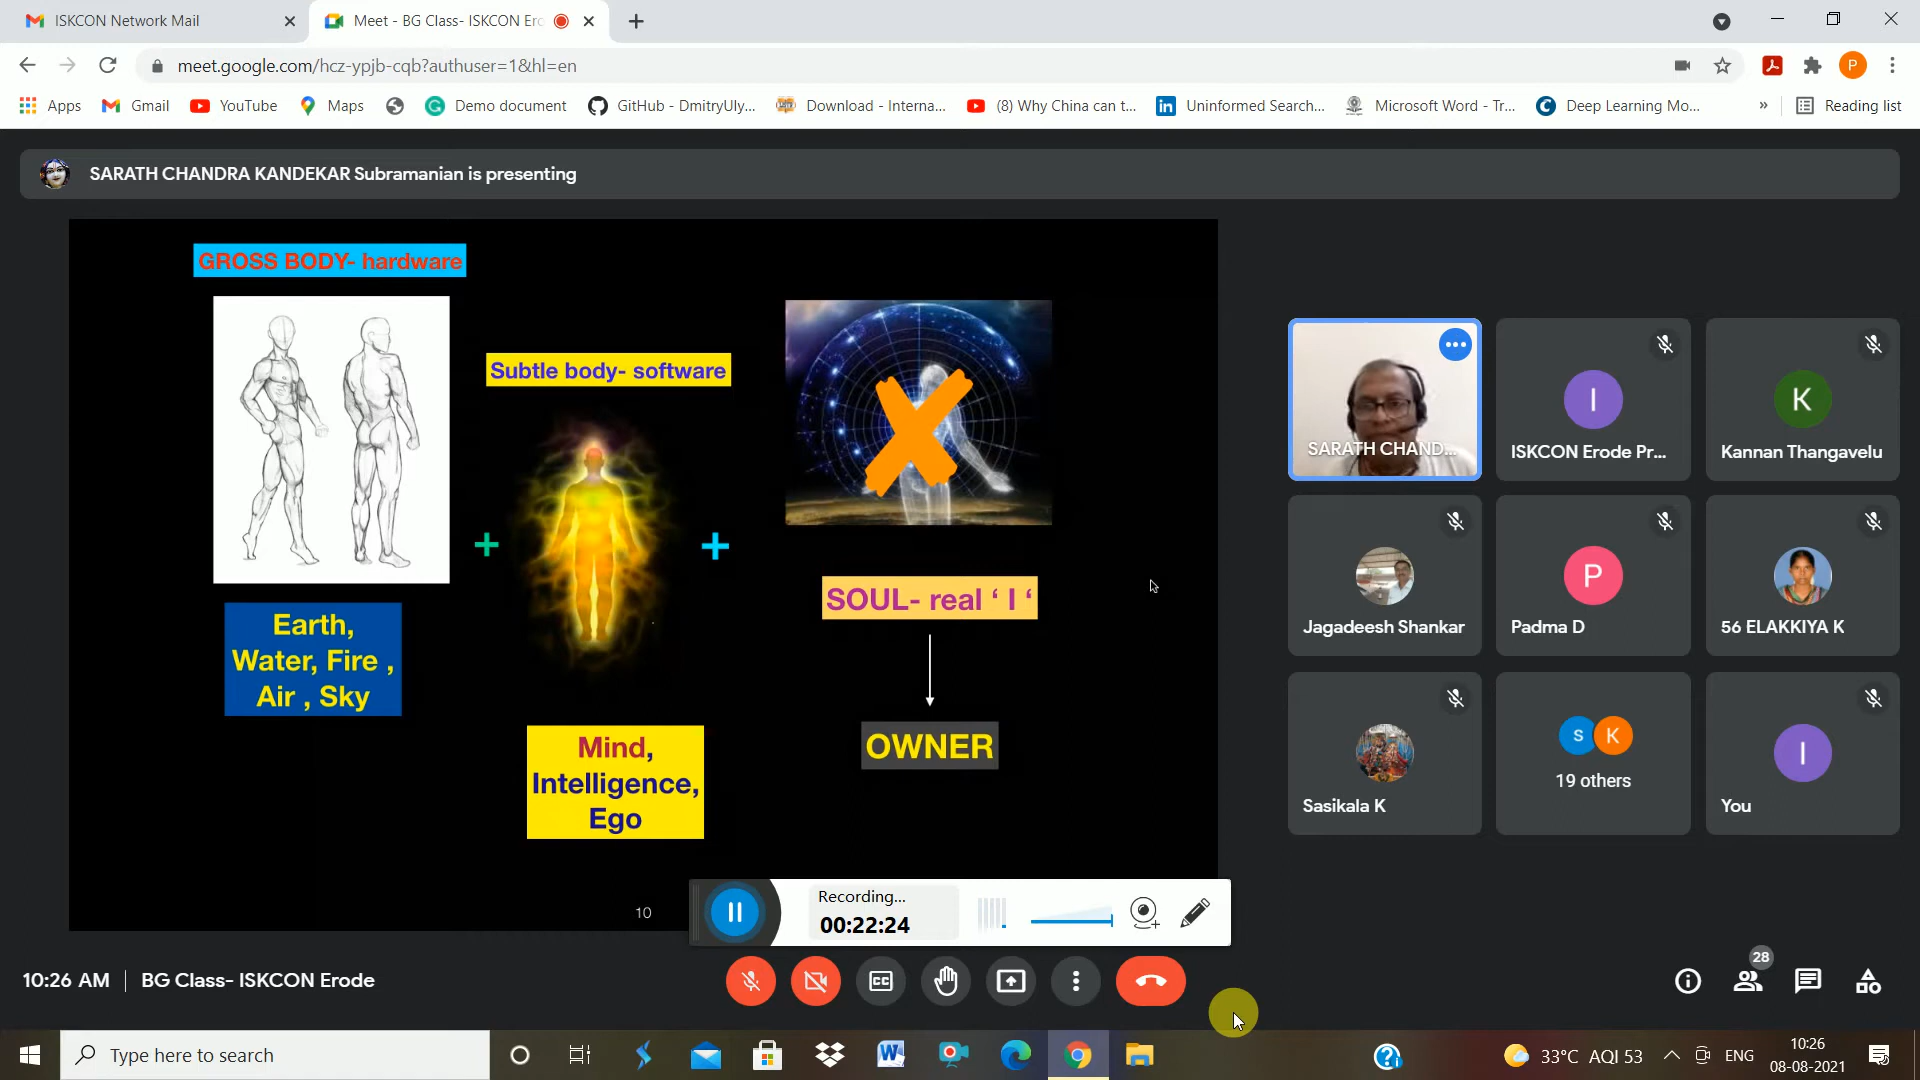 ISKCON Network Mail
Meet - BG Class- ISKCON Erc
meet.google.com/hcz-ypjb-cqb?authuser=1&hl=en
P
Apps
Gmail
YouTube
Maps
Demo document
GitHub - DmitryUly...
Download - Interna...
(8) Why China can t...
Uninformed Search...
Microsoft Word - Tr...
Deep Learning Mo...
»
Reading list
SARATH CHANDRA KANDEKAR Subramanian is presenting
GROSS BODY- hardware
Subtle body- software
+
+
SOUL- real ‘ I ‘
Earth,
Water, Fire ,
Air , Sky
OWNER
Mind,
Intelligence,
Ego
10
SARATH CHAND...
I
ISKCON Erode Pr...
K
Kannan Thangavelu
Jagadeesh Shankar
P
Padma D
56 ELAKKIYA K
Sasikala K
S K
19 others
I
You
Recording...
00:22:24
10:26 AM | BG Class- ISKCON Erode
CC
28
Type here to search
33°C AQI 53
ENG
10:26
08-08-2021